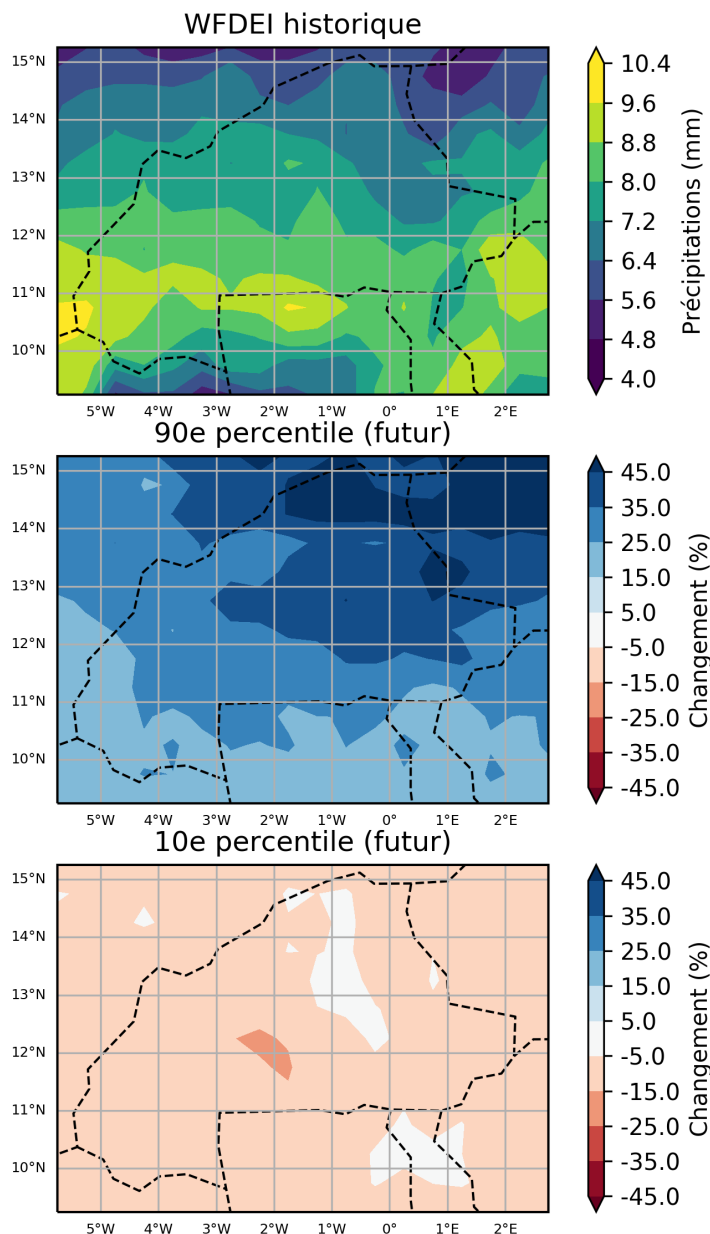 WFDEI historique
15°N
14°N
13°N
12°N
11°N
10°N
5°W 4°W 3°W 2°W 1°W 0° 1°E 2°E
10.4
9.6
8.8
8.0
7.2
6.4
5.6
4.8
4.0
Précipitations (mm)
90e percentile (futur)
15°N
14°N
13°N
12°N
11°N
10°N
5°W 4°W 3°W 2°W 1°W 0° 1°E 2°E
45.0
35.0
25.0
15.0
5.0
-5.0
-15.0
-25.0
-35.0
-45.0
Changement (%)
10e percentile (futur)
15°N
14°N
13°N
12°N
11°N
10°N
5°W 4°W 3°W 2°W 1°W 0° 1°E 2°E
45.0
35.0
25.0
15.0
5.0
-5.0
-15.0
-25.0
-35.0
-45.0
Changement (%)